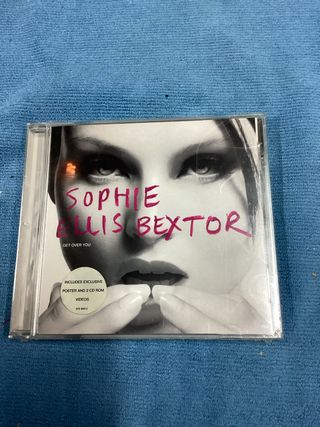 SOPHIE
ELLIS BEXTOR
GET OVER YOU
INCLUDES EXCLUSIVE
POSTER AND 2 CD ROM
VIDEOS